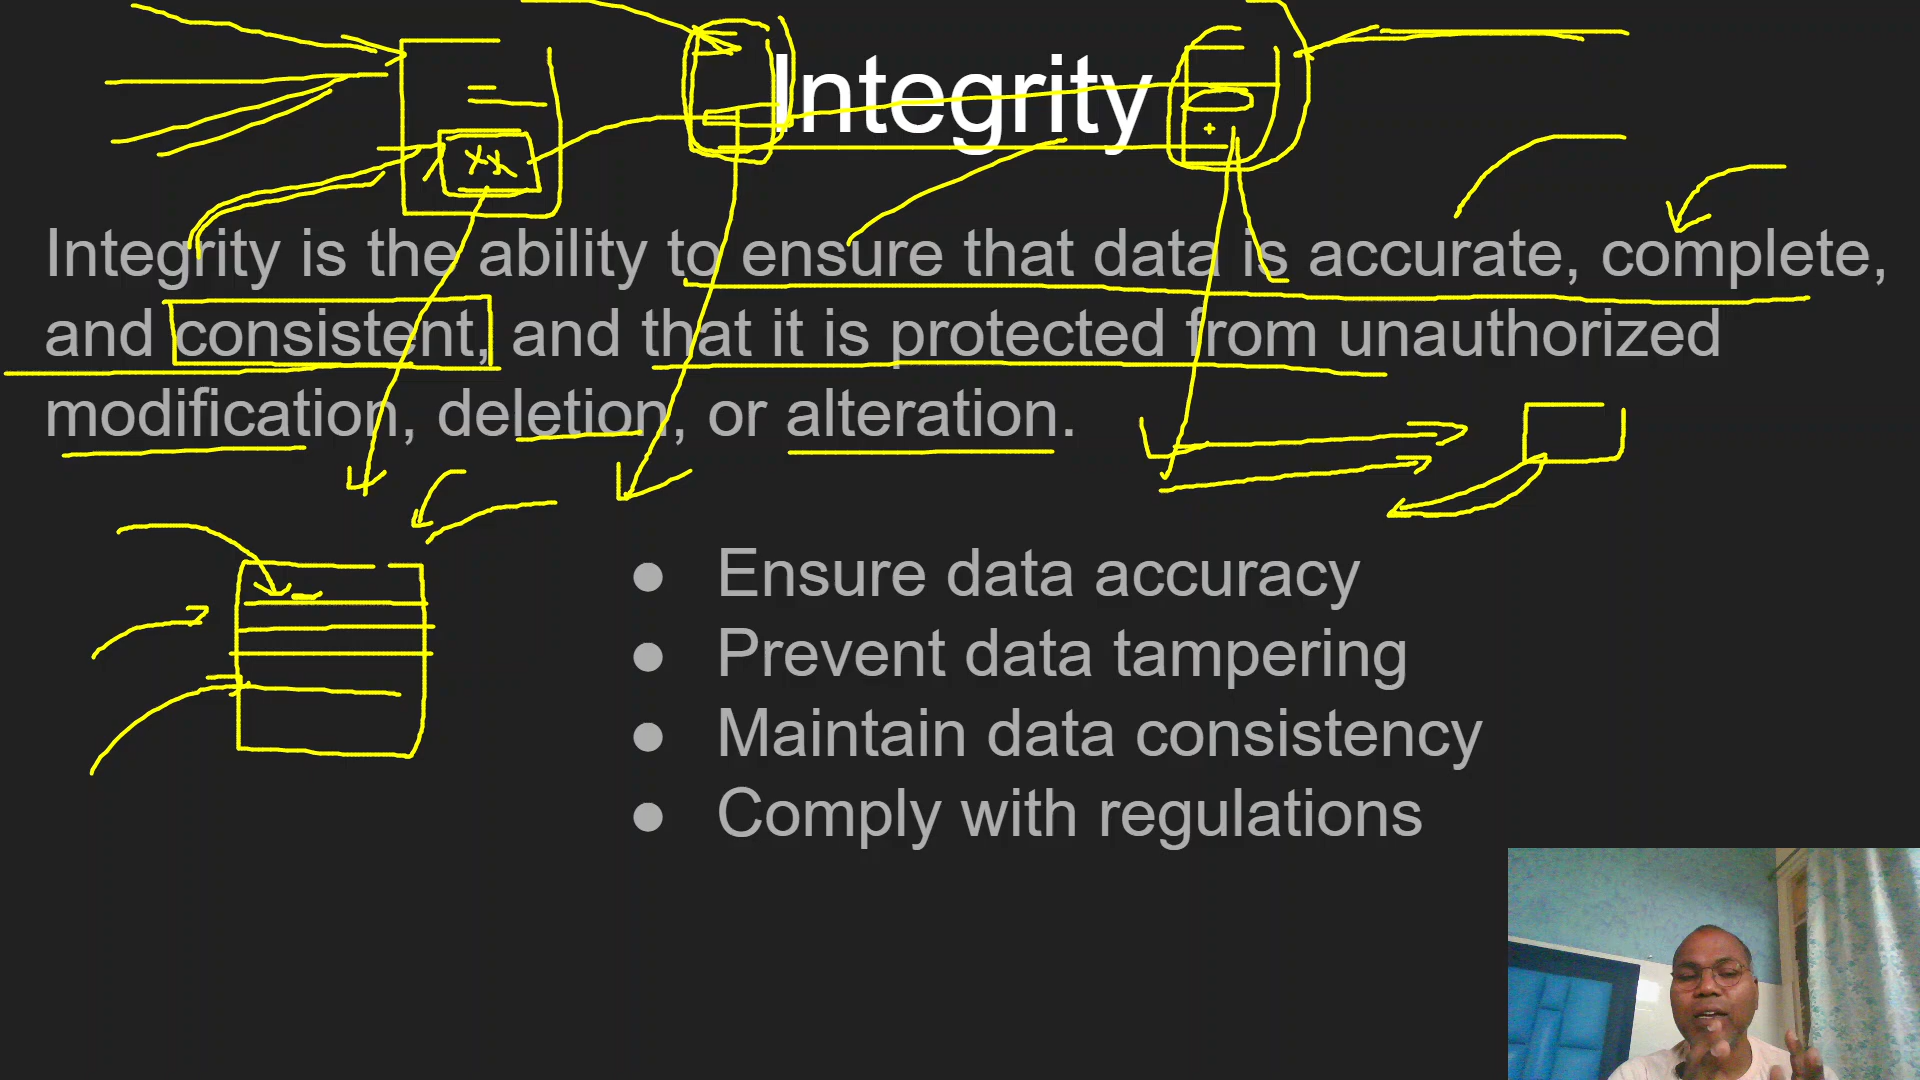 Integrity
XX
Integrity is the ability to ensure that data is accurate, complete,
and consistent, and that it is protected from unauthorized
modification, deletion, or alteration.
● Ensure data accuracy
● Prevent data tampering
● Maintain data consistency
● Comply with regulations